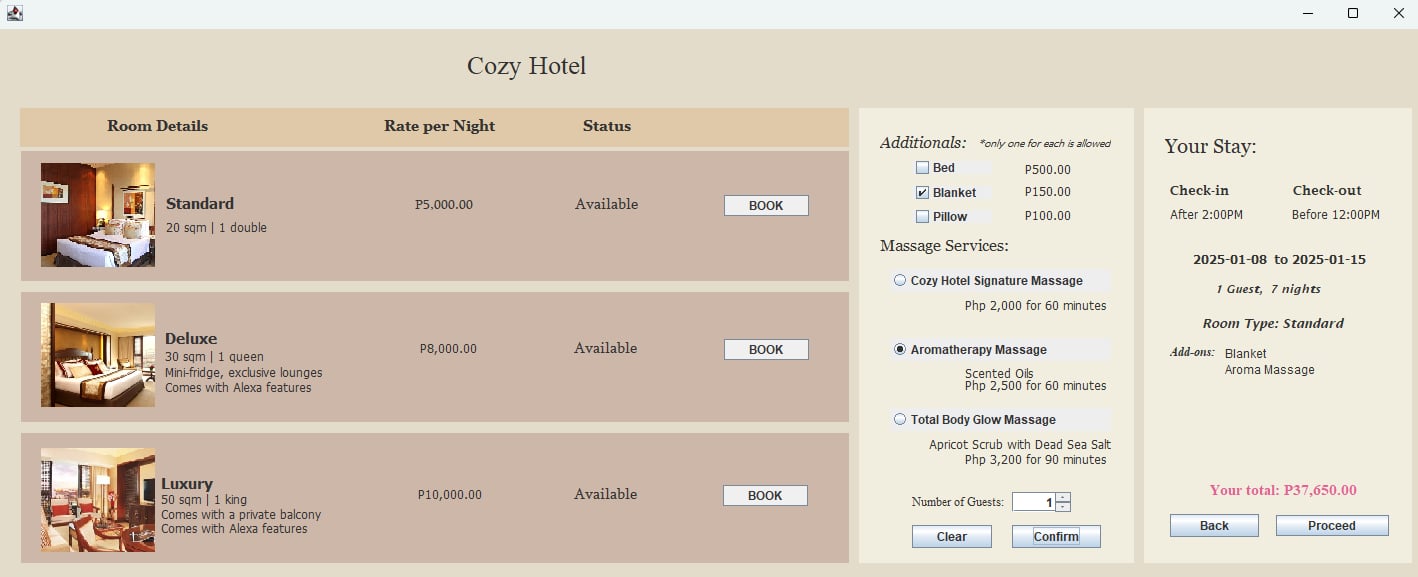 Cozy Hotel
Room Details Rate per Night Status
Standard
20 sqm | 1 double
P5,000.00
Available
BOOK
Deluxe
30 sqm | 1 queen
Mini-fridge, exclusive lounges
Comes with Alexa features
P8,000.00
Available
BOOK
Luxury
50 sqm | 1 king
Comes with a private balcony
Comes with Alexa features
P10,000.00
Available
BOOK
Additionals: *only one for each is allowed
Bed P500.00
Blanket P150.00
Pillow P100.00
Massage Services:
Cozy Hotel Signature Massage
Php 2,000 for 60 minutes
Aromatherapy Massage
Scented Oils
Php 2,500 for 60 minutes
Total Body Glow Massage
Apricot Scrub with Dead Sea Salt
Php 3,200 for 90 minutes
Number of Guests: 1
Clear Confirm
Your Stay:
Check-in Check-out
After 2:00PM Before 12:00PM
2025-01-08 to 2025-01-15
1 Guest, 7 nights
Room Type: Standard
Add-ons: Blanket
Aroma Massage
Your total: P37,650.00
Back Proceed